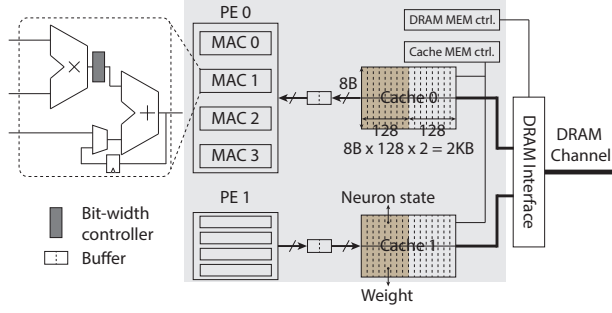 PE 0
MAC 0
MAC 1
MAC 2
MAC 3
×
+
DRAM MEM ctrl.
Cache MEM ctrl.
8B
Cache 0
128 128
8B x 128 x 2 = 2KB
DRAM Interface
DRAM
Channel
PE 1
Neuron state
Cache 1
Weight
Bit-width
controller
Buffer